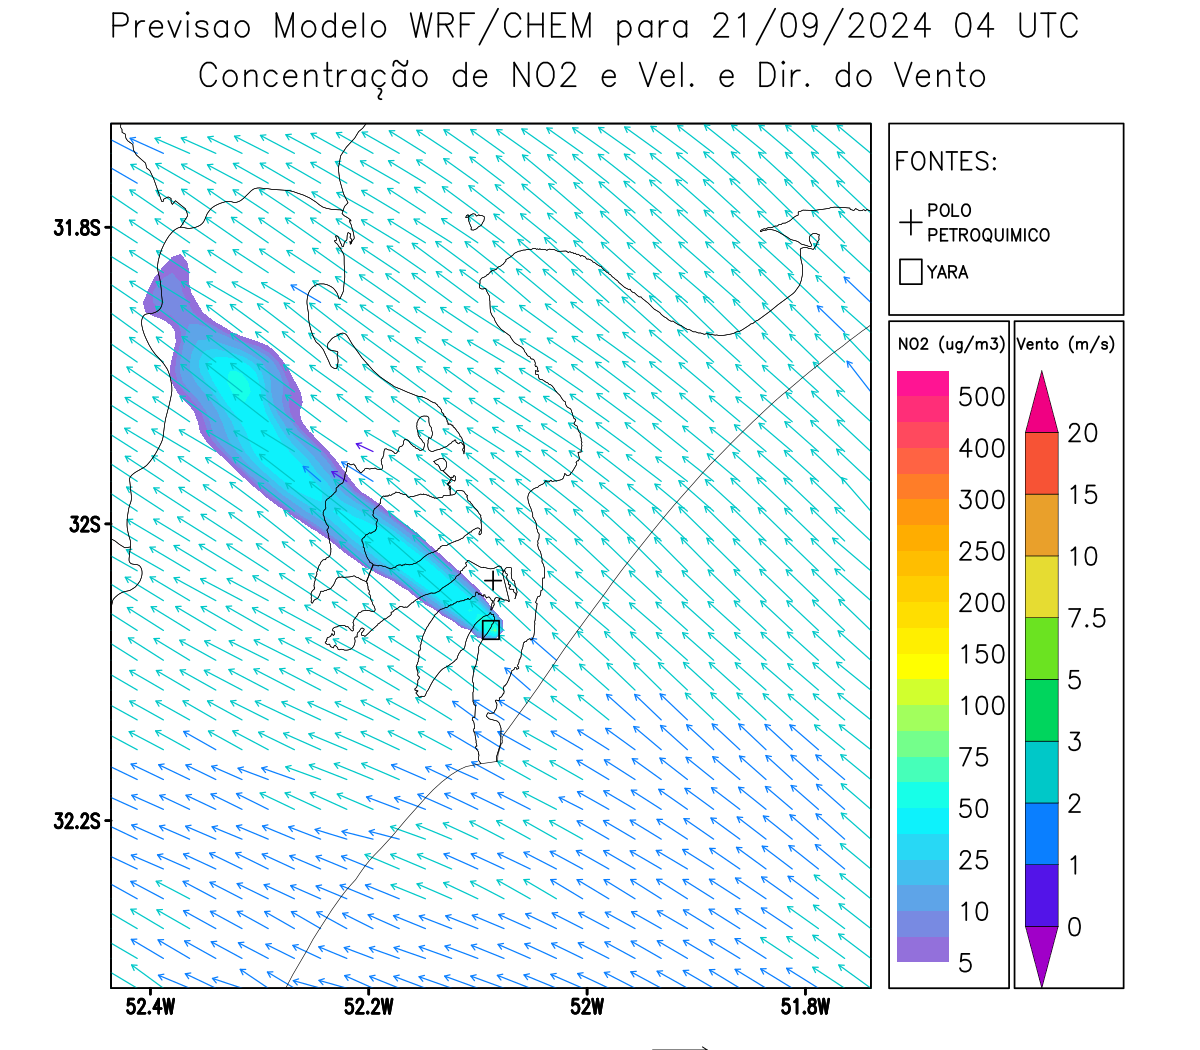 Previsao Modelo WRF/CHEM para 21/09/2024 04 UTC
Concentração de NO2 e Vel. e Dir. do Vento
FONTES:
POLO
PETROQUIMICO
YARA
NO2 (ug/m3)
500
400
300
250
200
150
100
75
50
25
10
5
Vento (m/s)
20
15
10
7.5
5
3
2
1
0
31.8S
32S
32.2S
52.4W
52.2W
52W
51.8W